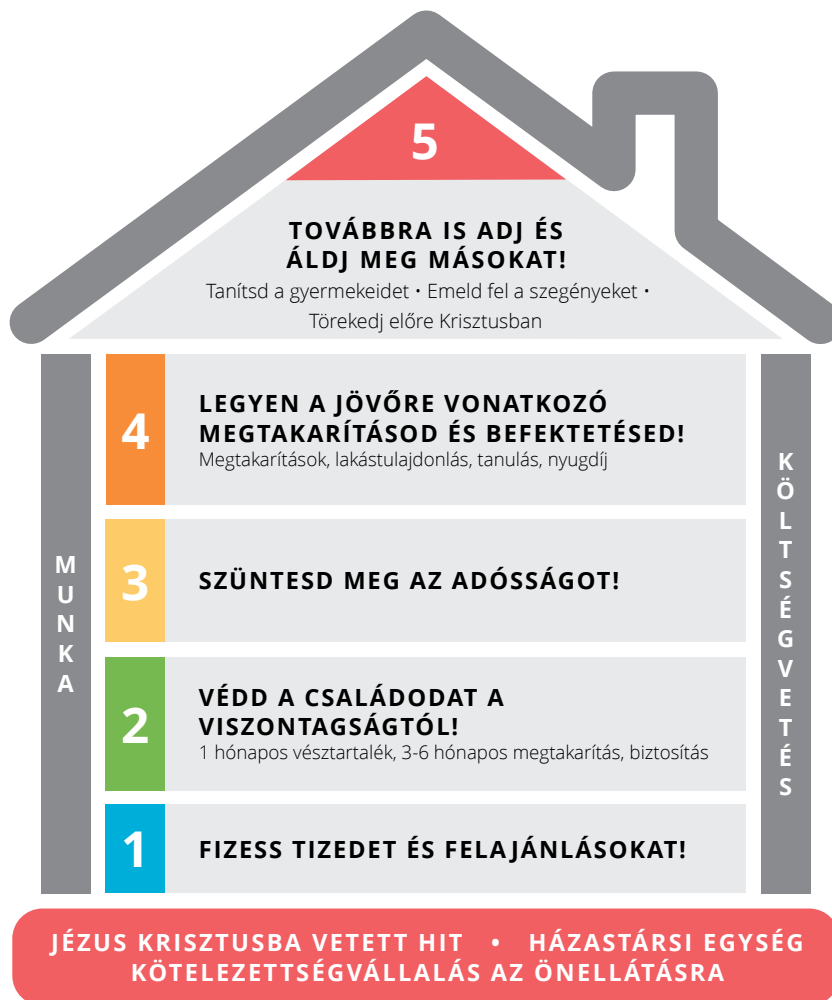 5
TOVÁBBRA IS ADJ ÉS
ÁLDJ MEG MÁSOKAT!
Tanítsd a gyermekeidet • Emeld fel a szegényeket •
Törekedj előre Krisztusban
4
LEGYEN A JÖVŐRE VONATKOZÓ
MEGTAKARÍTÁSOD ÉS BEFEKTETÉSED!
Megtakarítások, lakástulajdonlás, tanulás, nyugdíj
3
SZÜNTESD MEG AZ ADÓSSÁGOT!
2
VÉDD A CSALÁDODAT A
VISZONTAGSÁGTÓL!
1 hónapos vésztartalék, 3-6 hónapos megtakarítás, biztosítás
1
FIZESS TIZEDET ÉS FELAJÁNLÁSOKAT!
MUNKA
KÖLTSÉGVETÉS
JÉZUS KRISZTUSBA VETETT HIT • HÁZASTÁRSI EGYSÉG
KÖTELEZETTSÉGVÁLLALÁS AZ ÖNELLÁTÁSRA